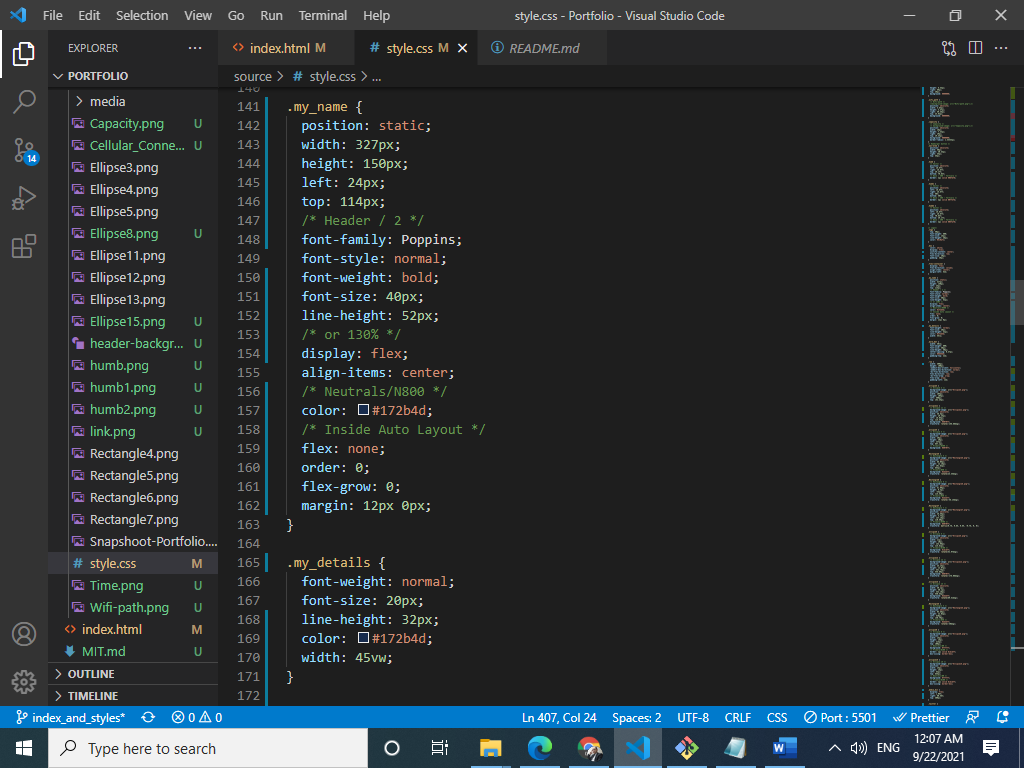 File Edit Selection View Go Run Terminal Help
style.css - Portfolio - Visual Studio Code
EXPLORER
index.html M
style.css M
README.md
PORTFOLIO
source > style.css > ...
media
Capacity.png U
Cellular_Conne... U
Ellipse3.png
Ellipse4.png
Ellipse5.png
Ellipse8.png U
Ellipse11.png
Ellipse12.png
Ellipse13.png
Ellipse15.png U
header-backgr... U
humb.png U
humb1.png U
humb2.png U
link.png U
Rectangle4.png
Rectangle5.png
Rectangle6.png
Rectangle7.png
Snapshoot-Portfolio....
style.css M
Time.png U
Wifi-path.png U
index.html M
MIT.md U
OUTLINE
TIMELINE
140
141 .my_name {
142 position: static;
143 width: 327px;
144 height: 150px;
145 left: 24px;
146 top: 114px;
147 /* Header / 2 */
148 font-family: Poppins;
149 font-style: normal;
150 font-weight: bold;
151 font-size: 40px;
152 line-height: 52px;
153 /* or 130% */
154 display: flex;
155 align-items: center;
156 /* Neutrals/N800 */
157 color: #172b4d;
158 /* Inside Auto Layout */
159 flex: none;
160 order: 0;
161 flex-grow: 0;
162 margin: 12px 0px;
163 }
164
165 .my_details {
166 font-weight: normal;
167 font-size: 20px;
168 line-height: 32px;
169 color: #172b4d;
170 width: 45vw;
171 }
172
14
index_and_styles* 0 0 Ln 407, Col 24 Spaces: 2 UTF-8 CRLF CSS Port : 5501 Prettier
Type here to search
ENG
12:07 AM
9/22/2021